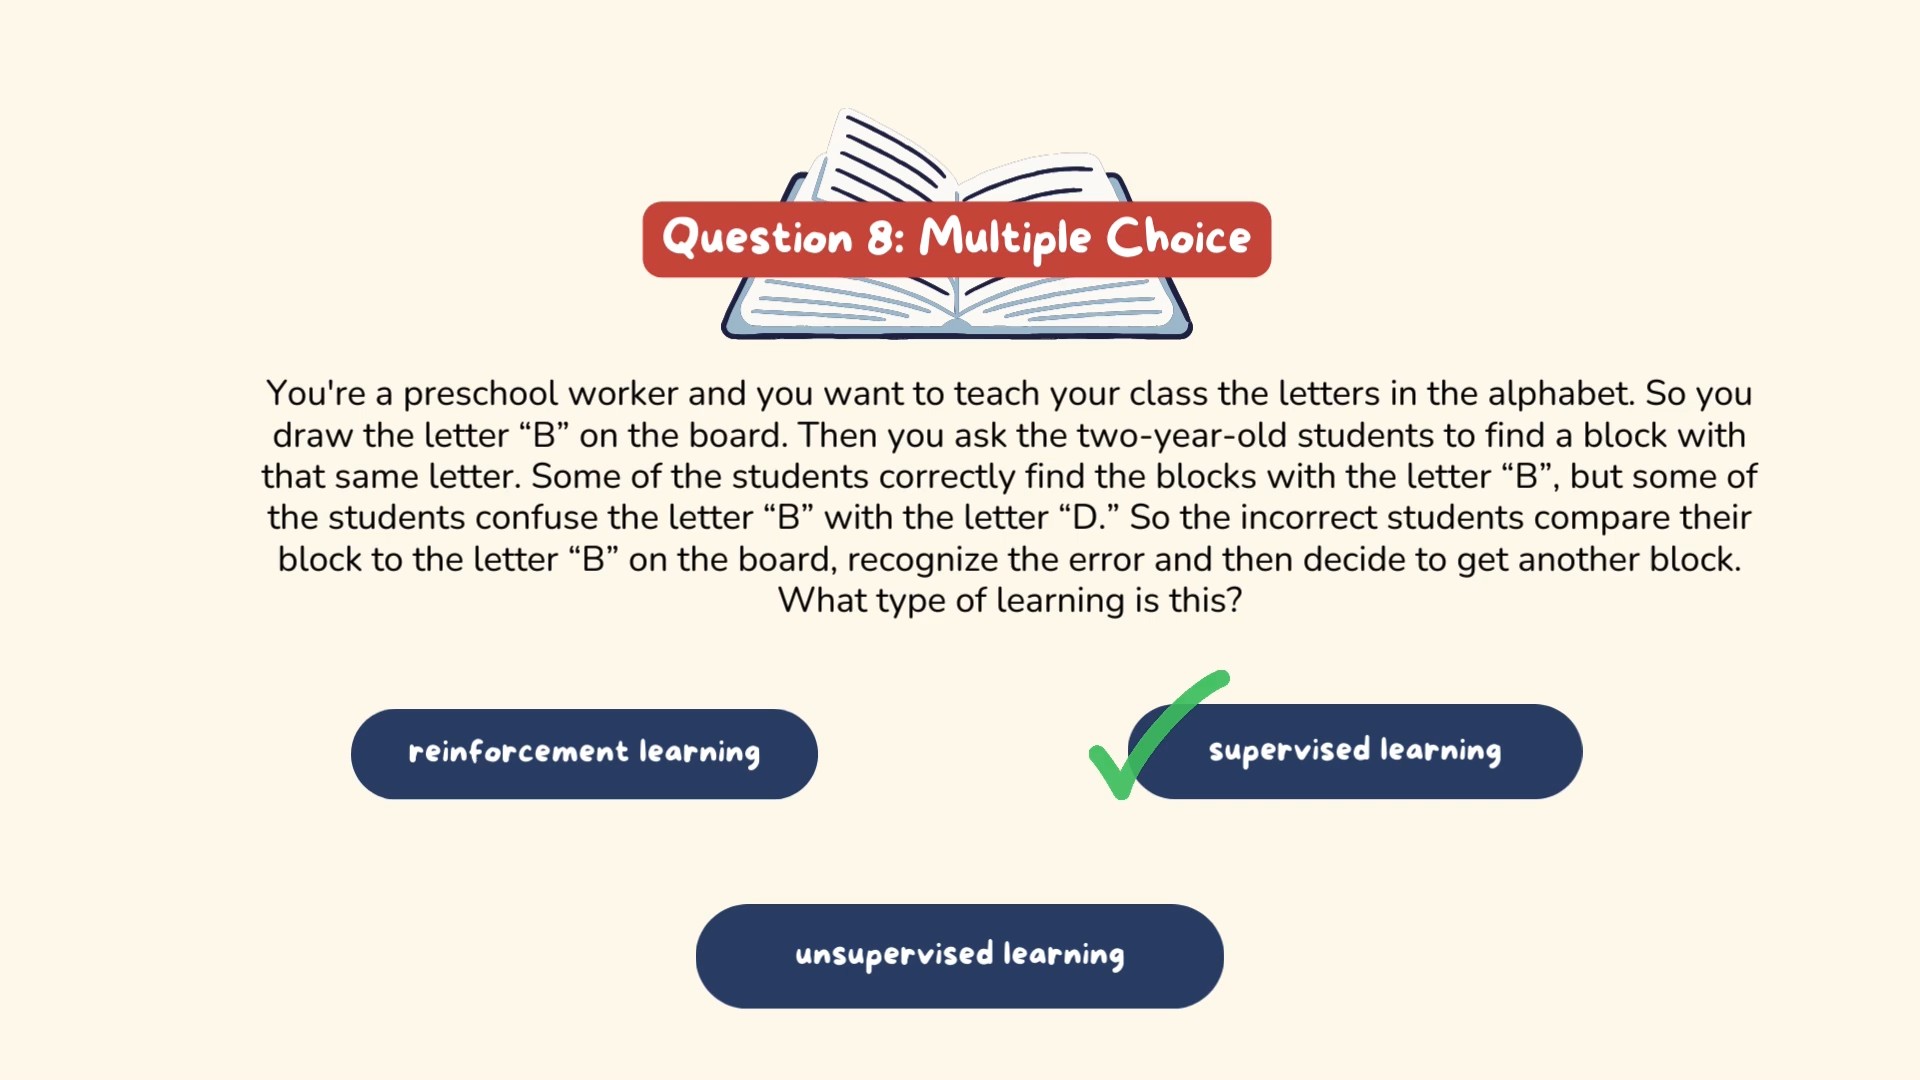 Question 8: Multiple Choice
You're a preschool worker and you want to teach your class the letters in the alphabet. So you
draw the letter “B” on the board. Then you ask the two-year-old students to find a block with
that same letter. Some of the students correctly find the blocks with the letter “B”, but some of
the students confuse the letter “B” with the letter “D.” So the incorrect students compare their
block to the letter “B” on the board, recognize the error and then decide to get another block.
What type of learning is this?
reinforcement learning
supervised learning
unsupervised learning